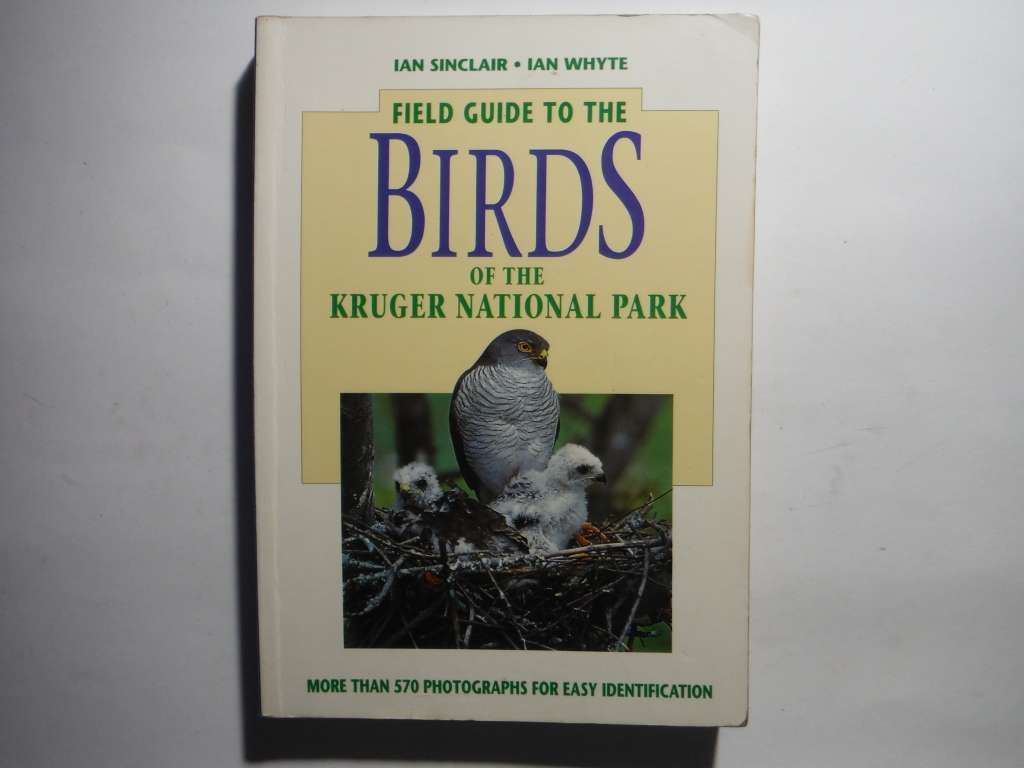 IAN SINCLAIR • IAN WHYTE
FIELD GUIDE TO THE
BIRDS
OF THE
KRUGER NATIONAL PARK
MORE THAN 570 PHOTOGRAPHS FOR EASY IDENTIFICATION